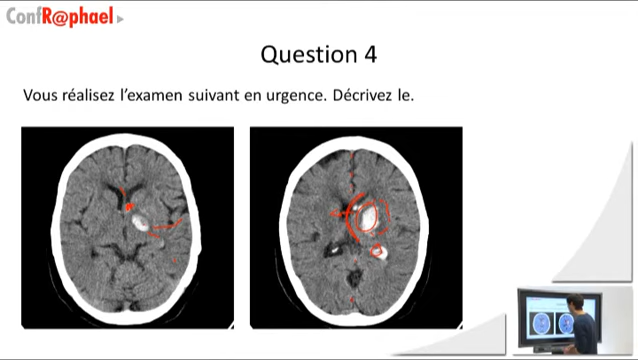 ConfR@phael
Question 4
Vous réalisez l’examen suivant en urgence. Décrivez le.